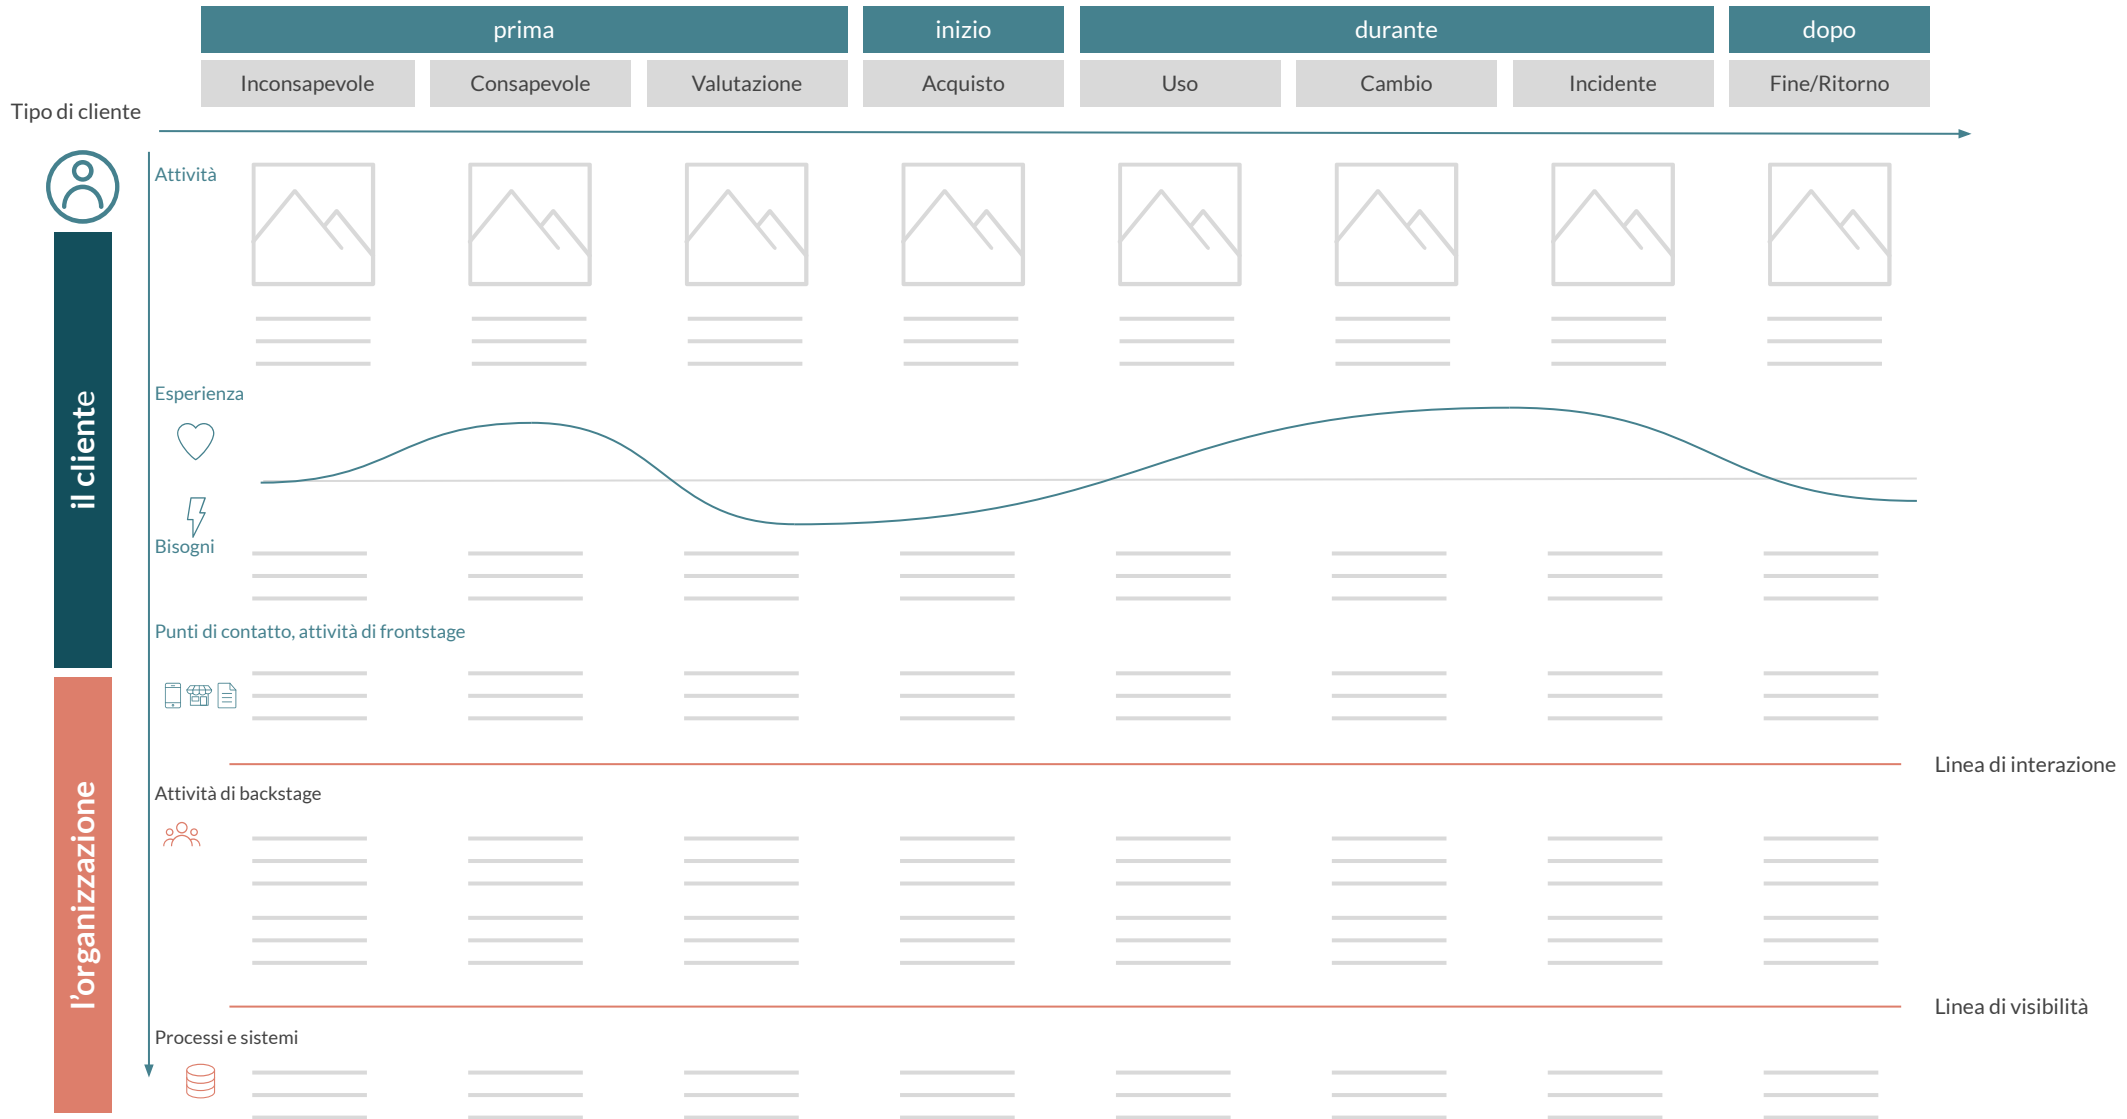 prima
inizio
durante
dopo
Inconsapevole
Consapevole
Valutazione
Acquisto
Uso
Cambio
Incidente
Fine/Ritorno
Tipo di cliente
Attività
il cliente
Esperienza
Bisogni
Punti di contatto, attività di frontstage
Linea di interazione
l'organizzazione
Attività di backstage
Linea di visibilità
Processi e sistemi